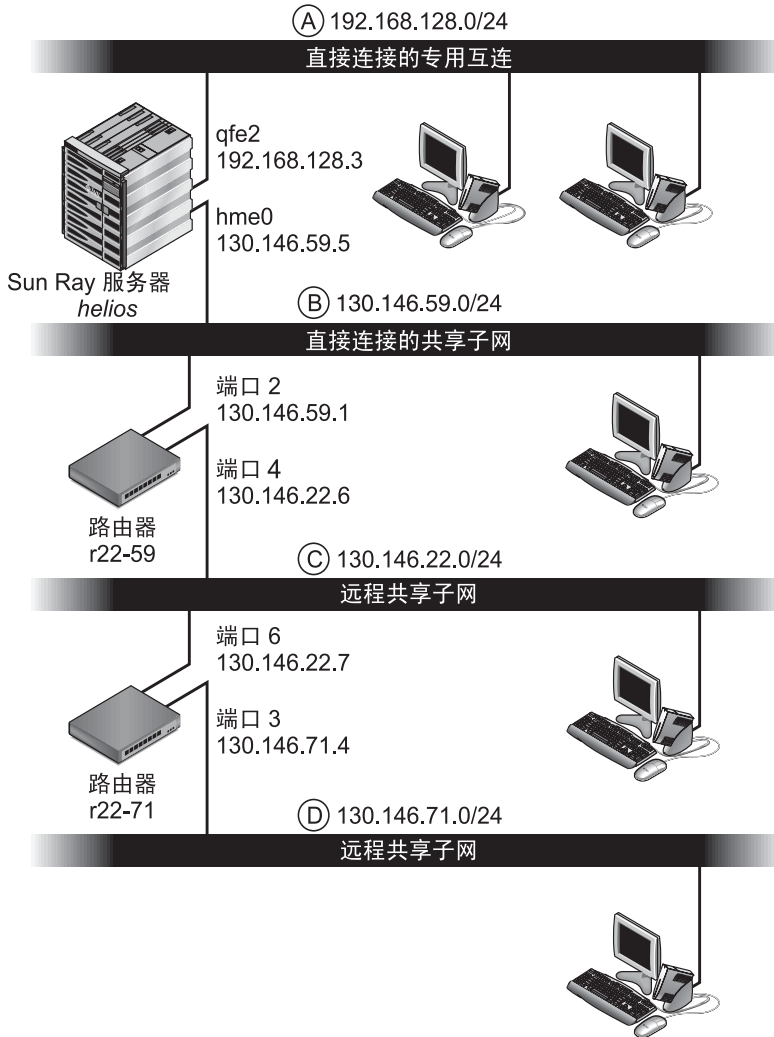 A 192.168.128.0/24
直接连接的专用互连
qfe2
192.168.128.3
hme0
130.146.59.5
Sun Ray 服务器
helios
B 130.146.59.0/24
直接连接的共享子网
端口 2
130.146.59.1
端口 4
130.146.22.6
路由器
r22-59
C 130.146.22.0/24
远程共享子网
端口 6
130.146.22.7
端口 3
130.146.71.4
路由器
r22-71
D 130.146.71.0/24
远程共享子网